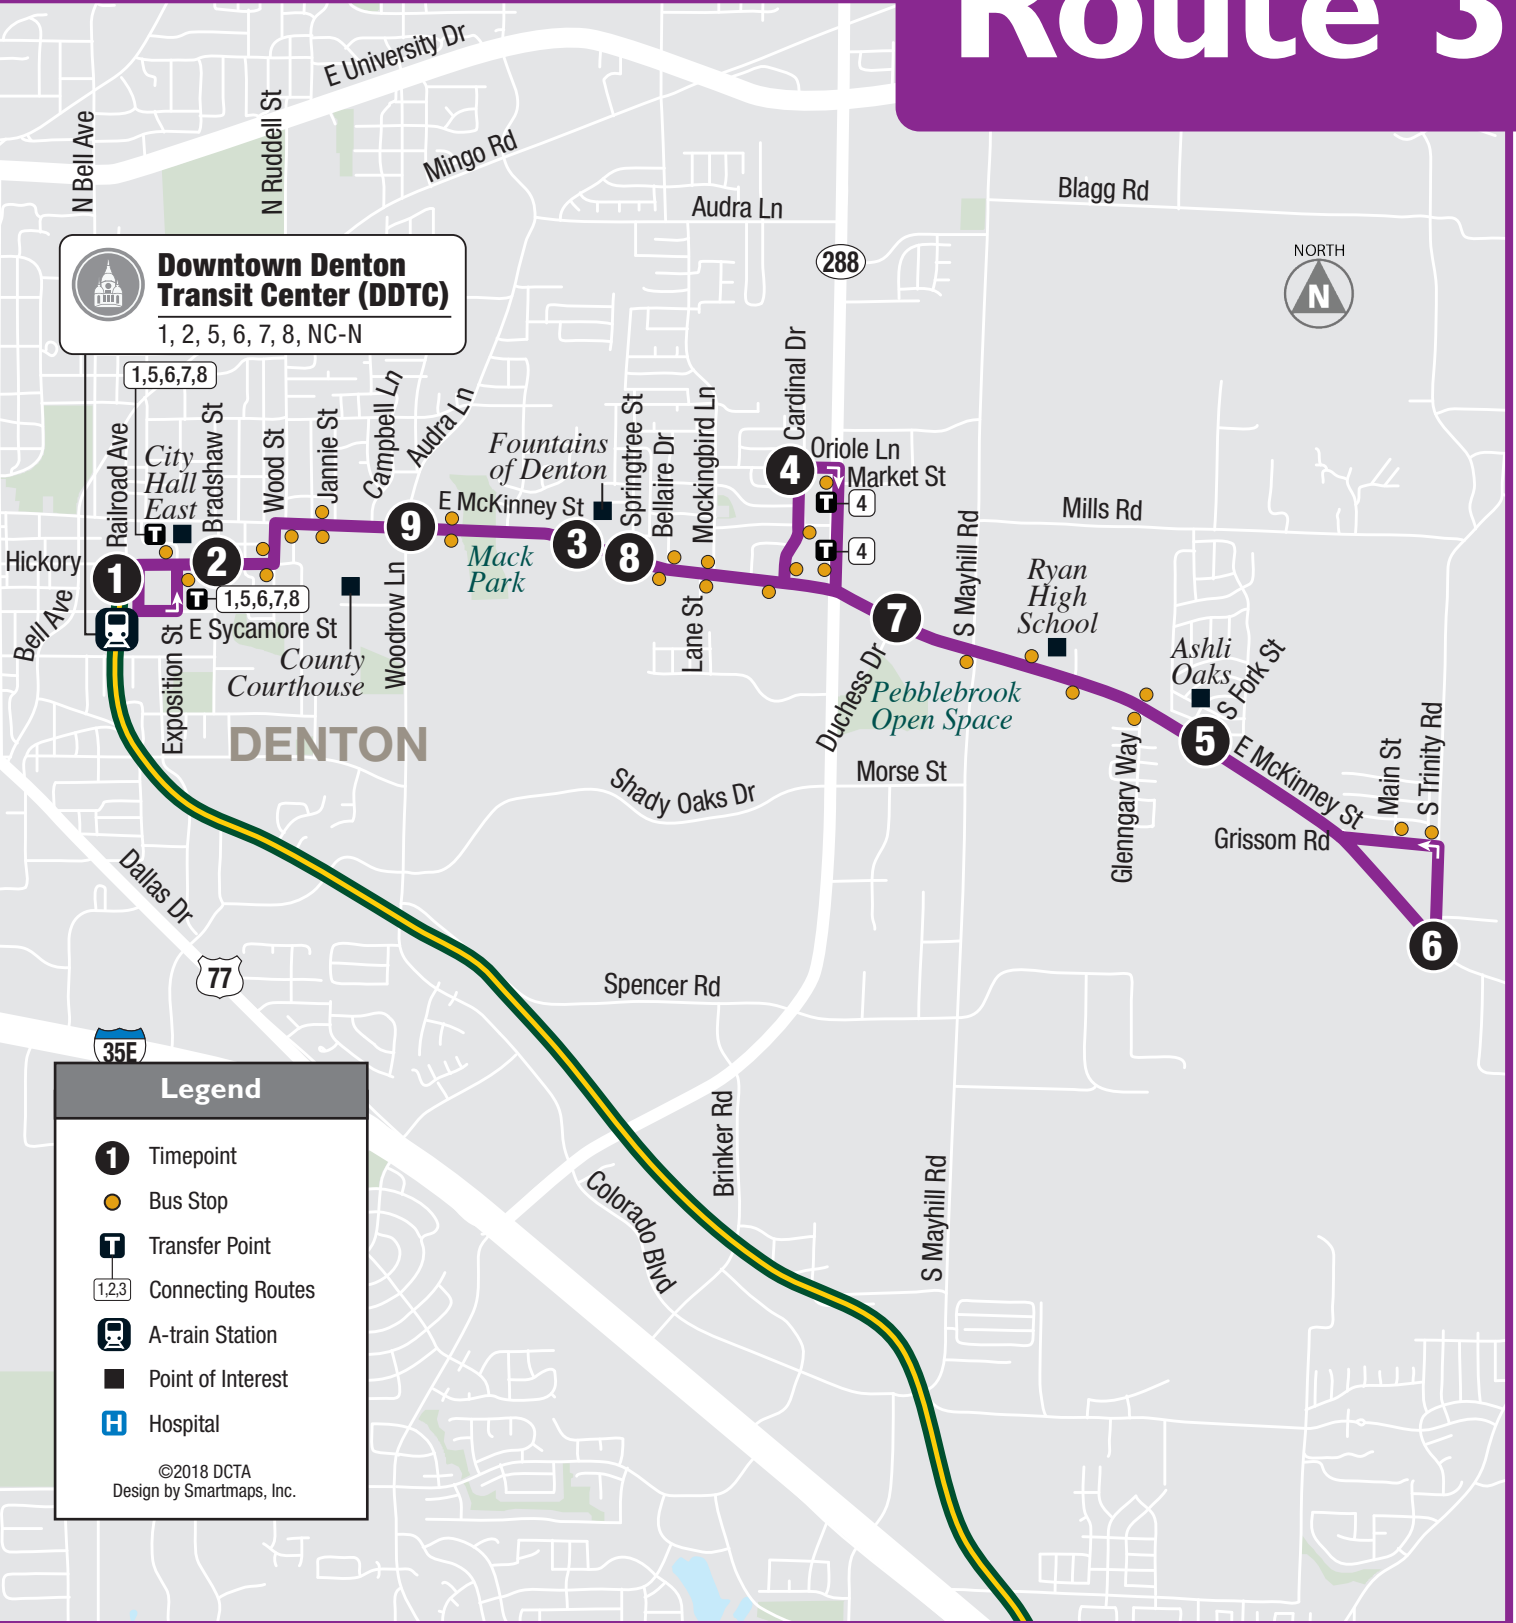 Route 3
E University Dr
N Bell Ave
N Ruddell St
Mingo Rd
Audra Ln
Blagg Rd
288
NORTH
N
Downtown Denton
Transit Center (DDTC)
1, 2, 5, 6, 7, 8, NC-N
1,5,6,7,8
Railroad Ave
City
Hall
East
Bradshaw St
Wood St
Jannie St
Campbell Ln
Audra Ln
Fountains
of Denton
E McKinney St
Springtree St
Bellaire Dr
Mockingbird Ln
Cardinal Dr
Oriole Ln
Market St
4
T
4
T
4
Mills Rd
S Mayhill Rd
Hickory
T
1
2
9
3
8
Mack
Park
7
Ryan
High
School
Ashli
Oaks
S Fork St
Bell Ave
T
1,5,6,7,8
E Sycamore St
Exposition St
County
Courthouse
Woodrow Ln
Lane St
Duchess Dr
Pebblebrook
Open Space
DENTON
5
E McKinney St
Main St
S Trinity Rd
Glenngary Way
Grissom Rd
6
Morse St
Shady Oaks Dr
Dallas Dr
77
Spencer Rd
35E
Brinker Rd
Colorado Blvd
S Mayhill Rd
Legend
1 Timepoint
Bus Stop
T Transfer Point
1,2,3 Connecting Routes
A-train Station
Point of Interest
H Hospital
©2018 DCTA
Design by Smartmaps, Inc.